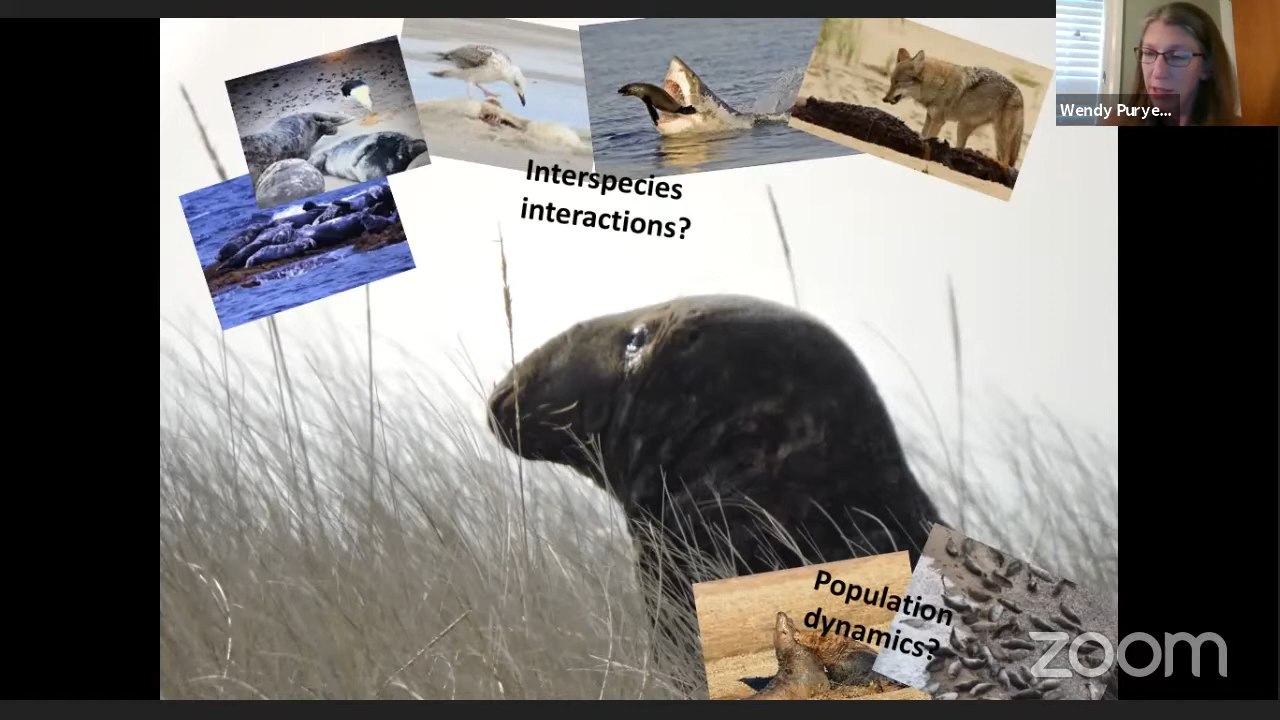 Wendy Purye...
Interspecies
interactions?
Population
dynamics?
zoom